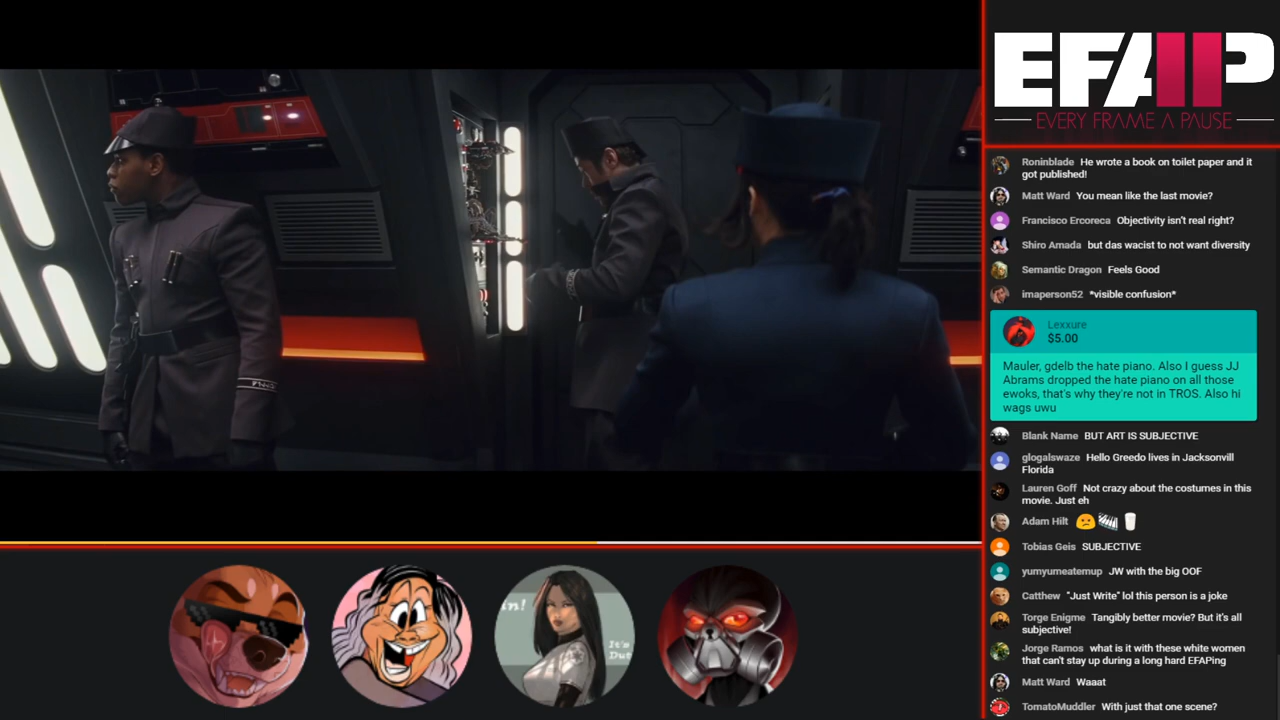 EFAP
EVERY FRAME A PAUSE
Roninblade He wrote a book on toilet paper and it
got published!
Matt Ward You mean like the last movie?
Francisco Ercoreca Objectivity isn't real right?
Shiro Amada but das wacist to not want diversity
Semantic Dragon Feels Good
imaperson52 *visible confusion*
Lexxure
$5.00
Mauler, gdelb the hate piano. Also I guess JJ
Abrams dropped the hate piano on all those
ewoks, that's why they're not in TROS. Also hi
wags uwu
Blank Name BUT ART IS SUBJECTIVE
glogalswaze Hello Greedo lives in Jacksonvill
Florida
Lauren Goff Not crazy about the costumes in this
movie. Just eh
Adam Hilt
Tobias Geis SUBJECTIVE
yumyumeatemup JW with the big OOF
Catthew "Just Write" lol this person is a joke
Torge Enigme Tangibly better movie? But it's all
subjective!
Jorge Ramos what is it with these white women
that can't stay up during a long hard EFAPing
Matt Ward Waaat
TomatoMuddler With just that one scene?
in!
It's
Due